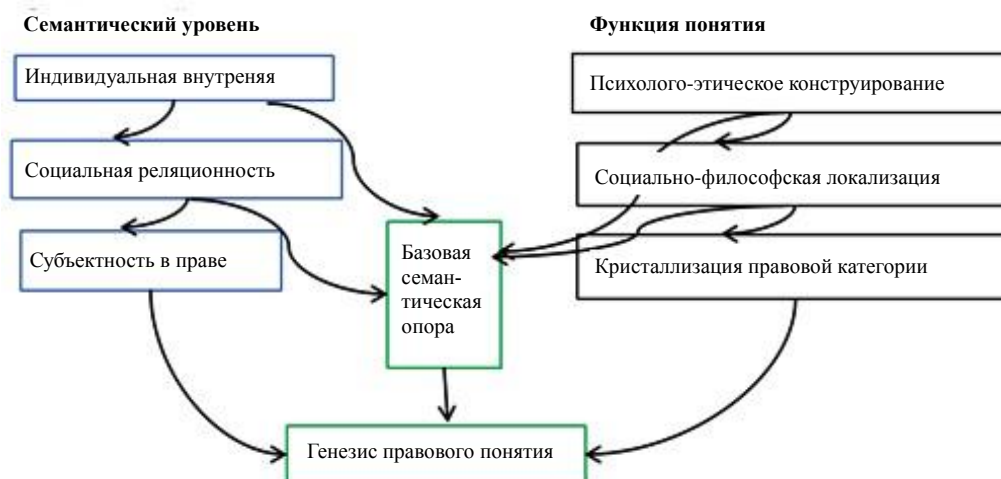 Семантический уровень
Функция понятия
Индивидуальная внутреняя
Психолого-этическое конструирование
Социальная реляционность
Социально-философская локализация
Субъектность в праве
Базовая
семан-
тическая
опора
Кристаллизация правовой категории
Генезис правового понятия